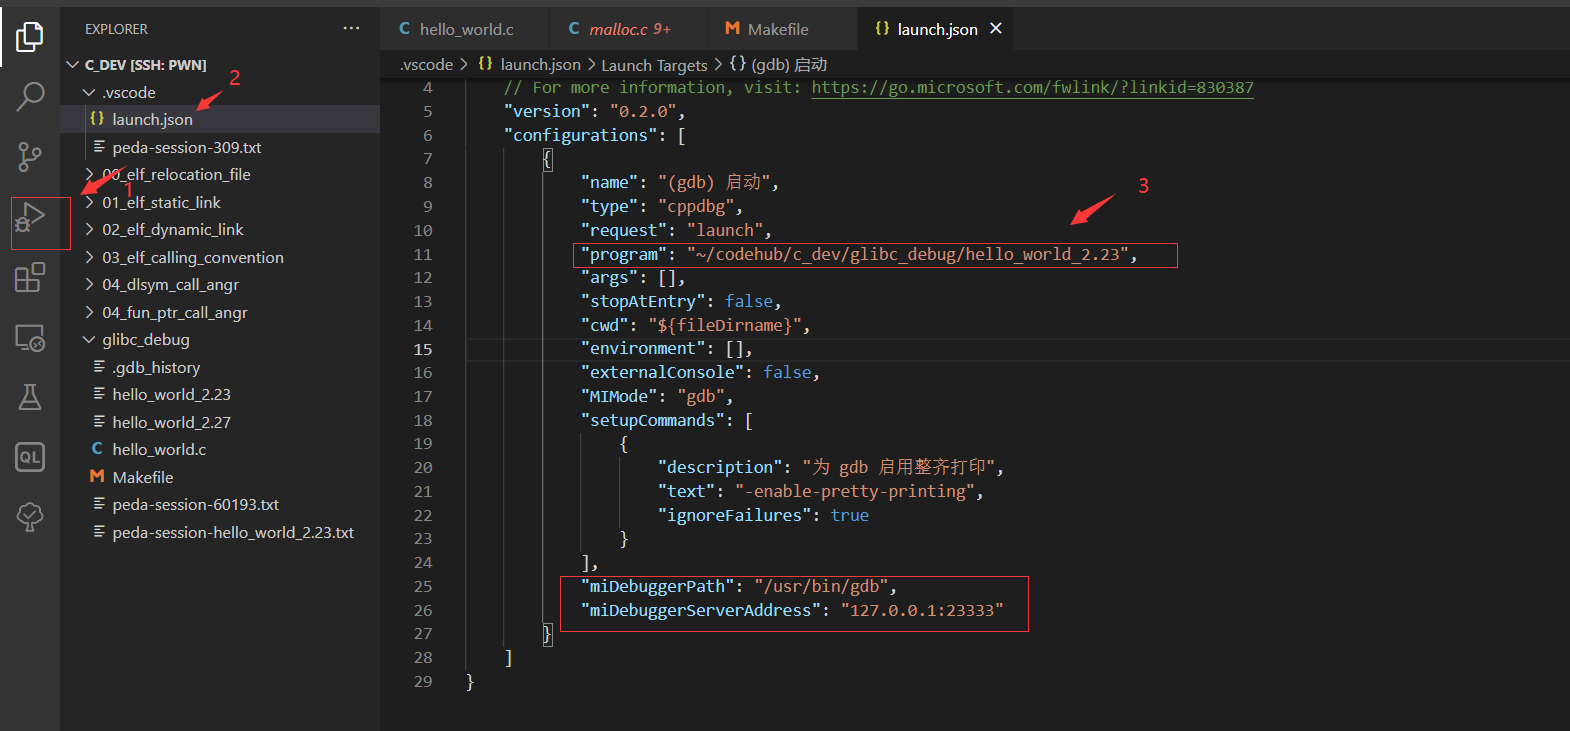 EXPLORER
···
hello_world.c
malloc.c 9+
Makefile
launch.json
C_DEV [SSH: PWN]
.vscode
launch.json
peda-session-309.txt
00_elf_relocation_file
01_elf_static_link
02_elf_dynamic_link
03_elf_calling_convention
04_dlsym_call_angr
04_fun_ptr_call_angr
glibc_debug
.gdb_history
hello_world_2.23
hello_world_2.27
hello_world.c
Makefile
peda-session-60193.txt
peda-session-hello_world_2.23.txt
QL
1
2
3
.vscode > {} launch.json > Launch Targets > {} (gdb) 启动
4 // For more information, visit: https://go.microsoft.com/fwlink/?linkid=830387
5 "version": "0.2.0",
6 "configurations": [
7 {
8 "name": "(gdb) 启动",
9 "type": "cppdbg",
10 "request": "launch",
11 "program": "~/codehub/c_dev/glibc_debug/hello_world_2.23",
12 "args": [],
13 "stopAtEntry": false,
14 "cwd": "${fileDirname}",
15 "environment": [],
16 "externalConsole": false,
17 "MIMode": "gdb",
18 "setupCommands": [
19 {
20 "description": "为 gdb 启用整齐打印",
21 "text": "-enable-pretty-printing",
22 "ignoreFailures": true
23 }
24 ],
25 "miDebuggerPath": "/usr/bin/gdb",
26 "miDebuggerServerAddress": "127.0.0.1:23333"
27 }
28 ]
29 }